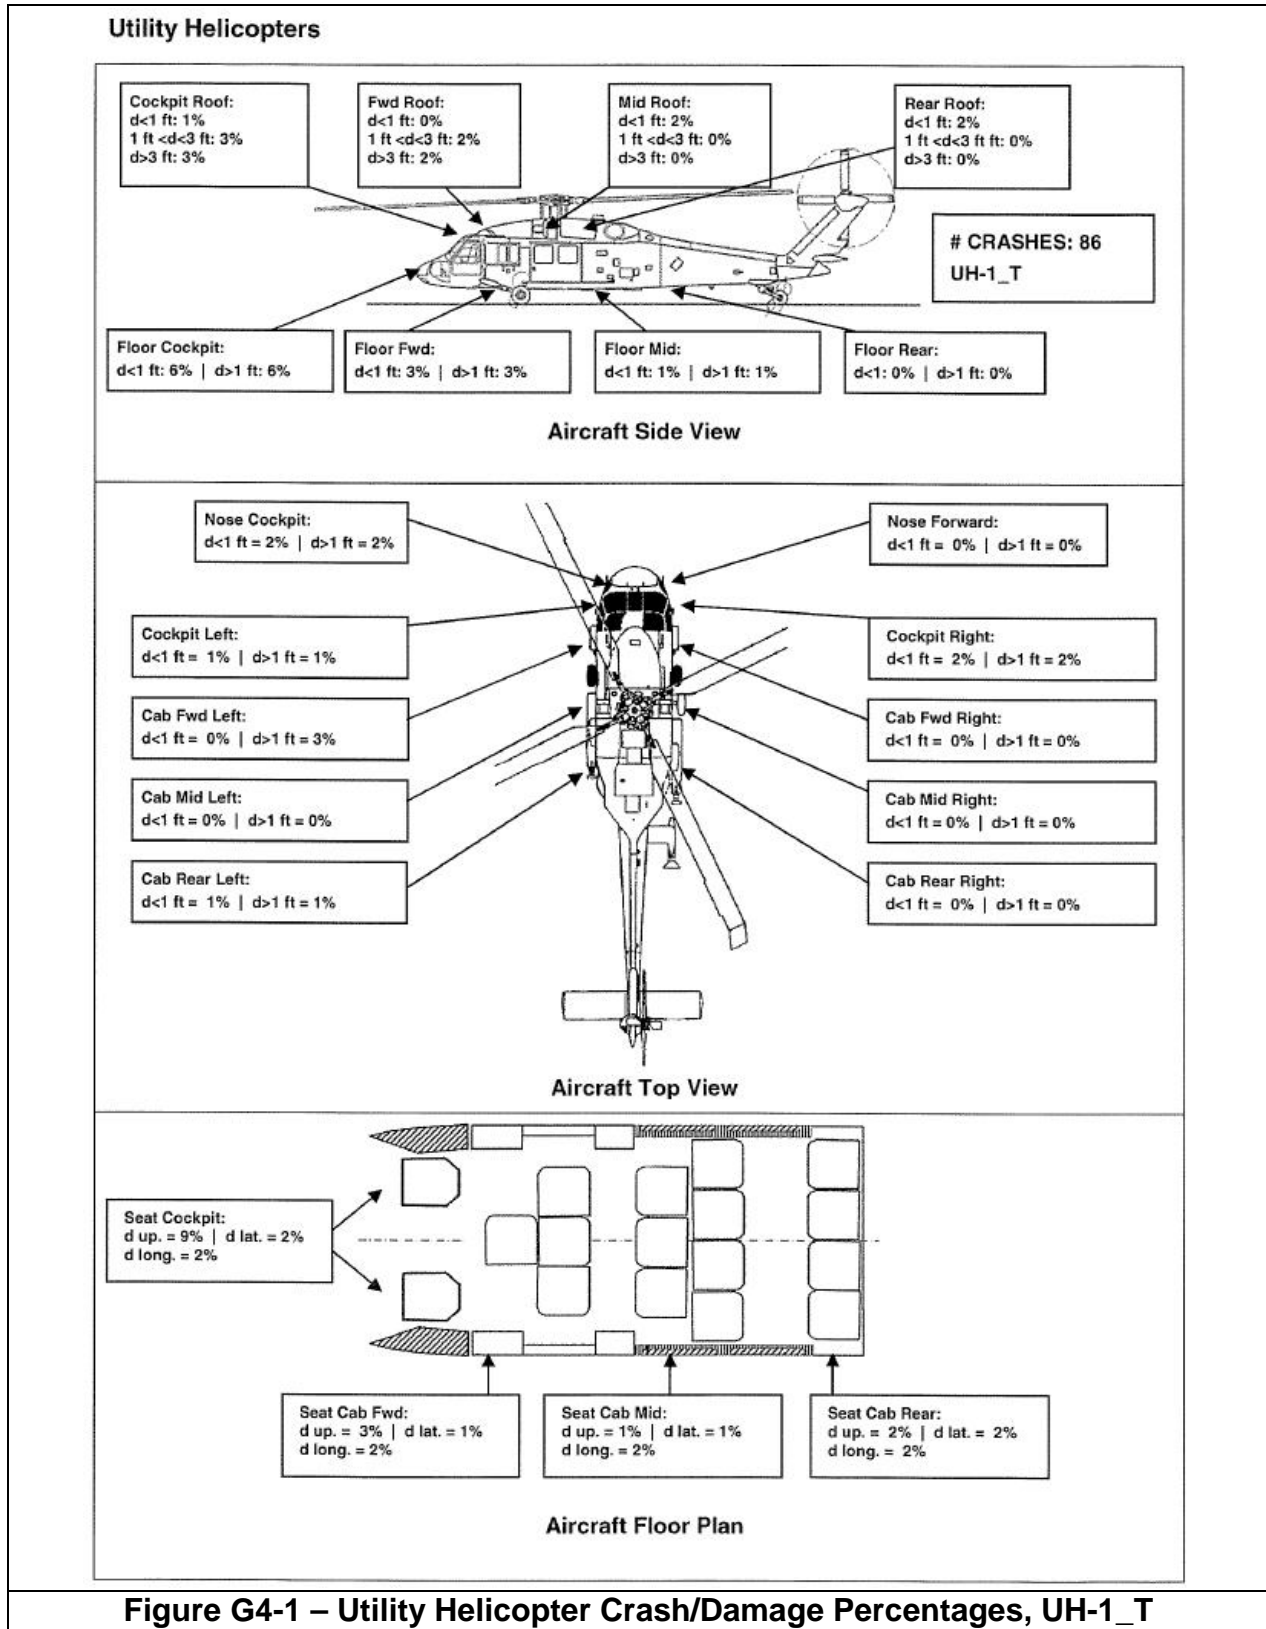 Utility Helicopters
Cockpit Roof:
d<1 ft: 1%
1 ft <d<3 ft: 3%
d>3 ft: 3%
Fwd Roof:
d<1 ft: 0%
1 ft <d<3 ft: 2%
d>3 ft: 2%
Mid Roof:
d<1 ft: 2%
1 ft <d<3 ft: 0%
d>3 ft: 0%
Rear Roof:
d<1 ft: 2%
1 ft <d<3 ft ft: 0%
d>3 ft: 0%
# CRASHES: 86
UH-1_T
Floor Cockpit:
d<1 ft: 6% | d>1 ft: 6%
Floor Fwd:
d<1 ft: 3% | d>1 ft: 3%
Floor Mid:
d<1 ft: 1% | d>1 ft: 1%
Floor Rear:
d<1: 0% | d>1 ft: 0%
Aircraft Side View
Nose Cockpit:
d<1 ft = 2% | d>1 ft = 2%
Nose Forward:
d<1 ft = 0% | d>1 ft = 0%
Cockpit Left:
d<1 ft = 1% | d>1 ft = 1%
Cockpit Right:
d<1 ft = 2% | d>1 ft = 2%
Cab Fwd Left:
d<1 ft = 0% | d>1 ft = 3%
Cab Fwd Right:
d<1 ft = 0% | d>1 ft = 0%
Cab Mid Left:
d<1 ft = 0% | d>1 ft = 0%
Cab Mid Right:
d<1 ft = 0% | d>1 ft = 0%
Cab Rear Left:
d<1 ft = 1% | d>1 ft = 1%
Cab Rear Right:
d<1 ft = 0% | d>1 ft = 0%
Aircraft Top View
Seat Cockpit:
d up. = 9% | d lat. = 2%
d long. = 2%
Seat Cab Fwd:
d up. = 3% | d lat. = 1%
d long. = 2%
Seat Cab Mid:
d up. = 1% | d lat. = 1%
d long. = 2%
Seat Cab Rear:
d up. = 2% | d lat. = 2%
d long. = 2%
Aircraft Floor Plan
Figure G4-1 – Utility Helicopter Crash/Damage Percentages, UH-1_T